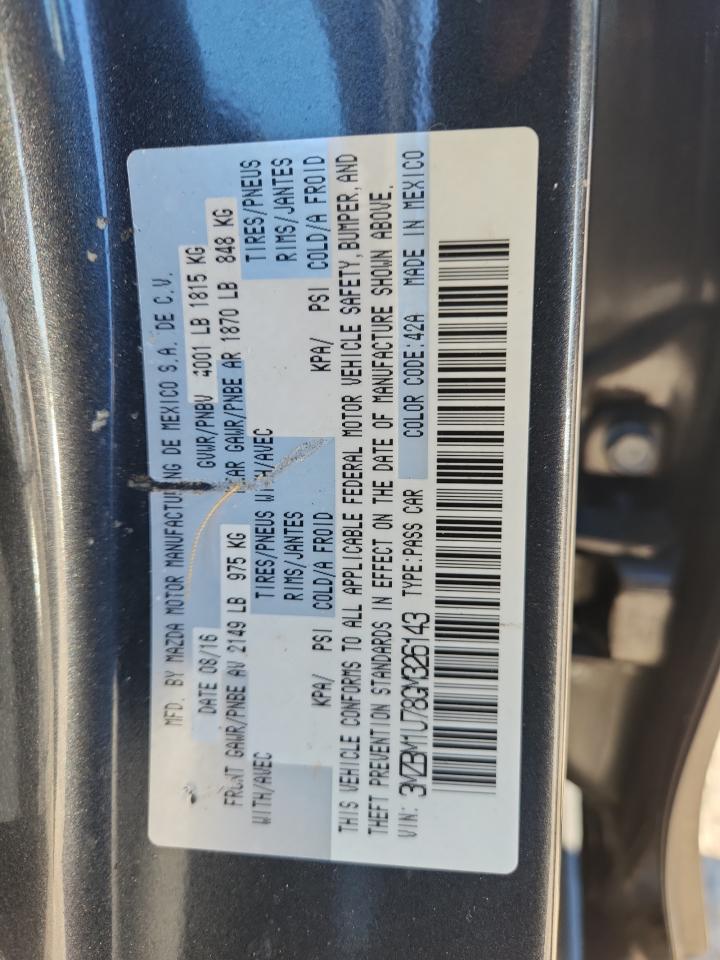 MFD. BY MAZDA MOTOR MANUFACTURING DE MEXICO S.A. DE C.V.
DATE 08/16 GVWR/PNBV 4001 LB 1815 KG
FRONT GAWR/PNBE AV 2149 LB 975 KG REAR GAWR/PNBE AR 1870 LB 848 KG
WITH/AVEC TIRES/PNEUS WITH/AVEC TIRES/PNEUS
RIMS/JANTES RIMS/JANTES
KPA/ PSI COLD/A FROID KPA/ PSI COLD/A FROID
THIS VEHICLE CONFORMS TO ALL APPLICABLE FEDERAL MOTOR VEHICLE SAFETY, BUMPER, AND
THEFT PREVENTION STANDARDS IN EFFECT ON THE DATE OF MANUFACTURE SHOWN ABOVE.
VIN: 3MZBM1U78GM326143 TYPE:PASS CAR COLOR CODE:42A MADE IN MEXICO